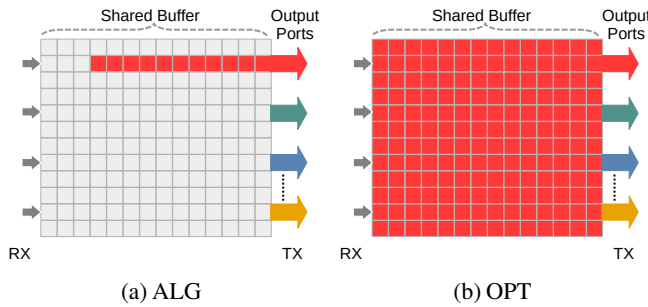 Shared Buffer
Output
Ports
RX
TX
(a) ALG
Shared Buffer
Output
Ports
RX
TX
(b) OPT